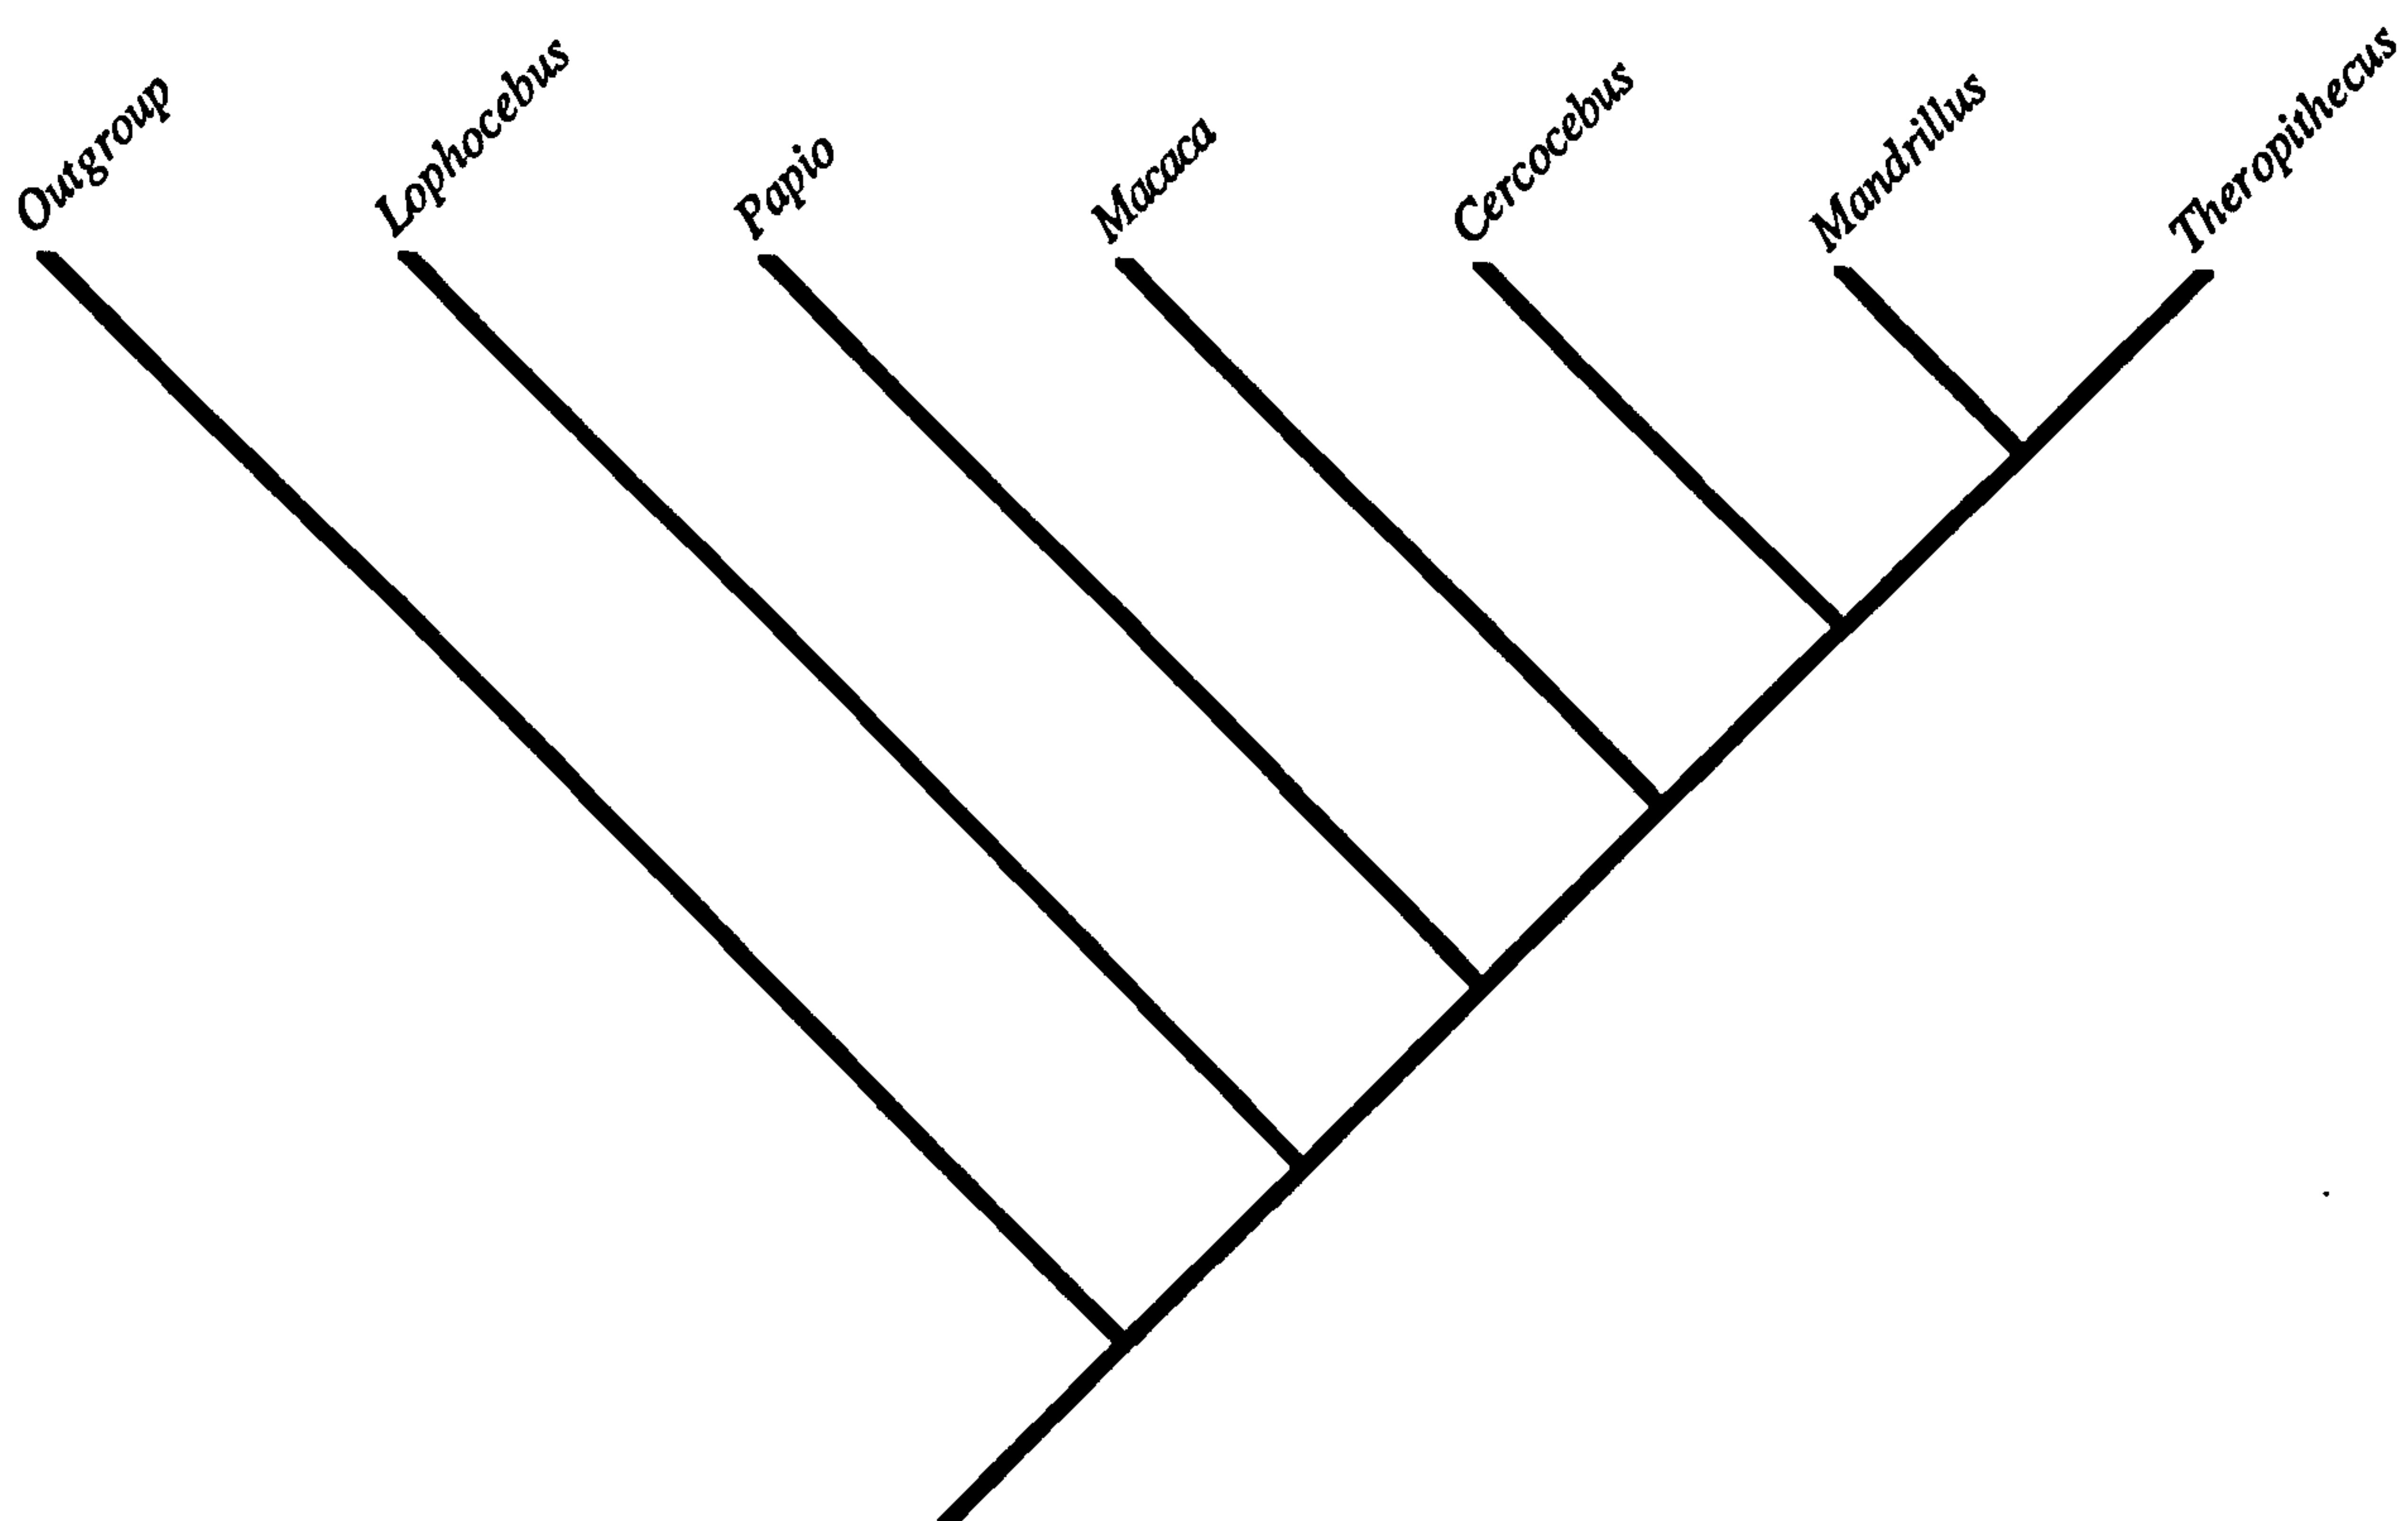 Outgroup
Lophocebus
Papio
Macaca
Cercocebus
Mandrillus
Theropithecus